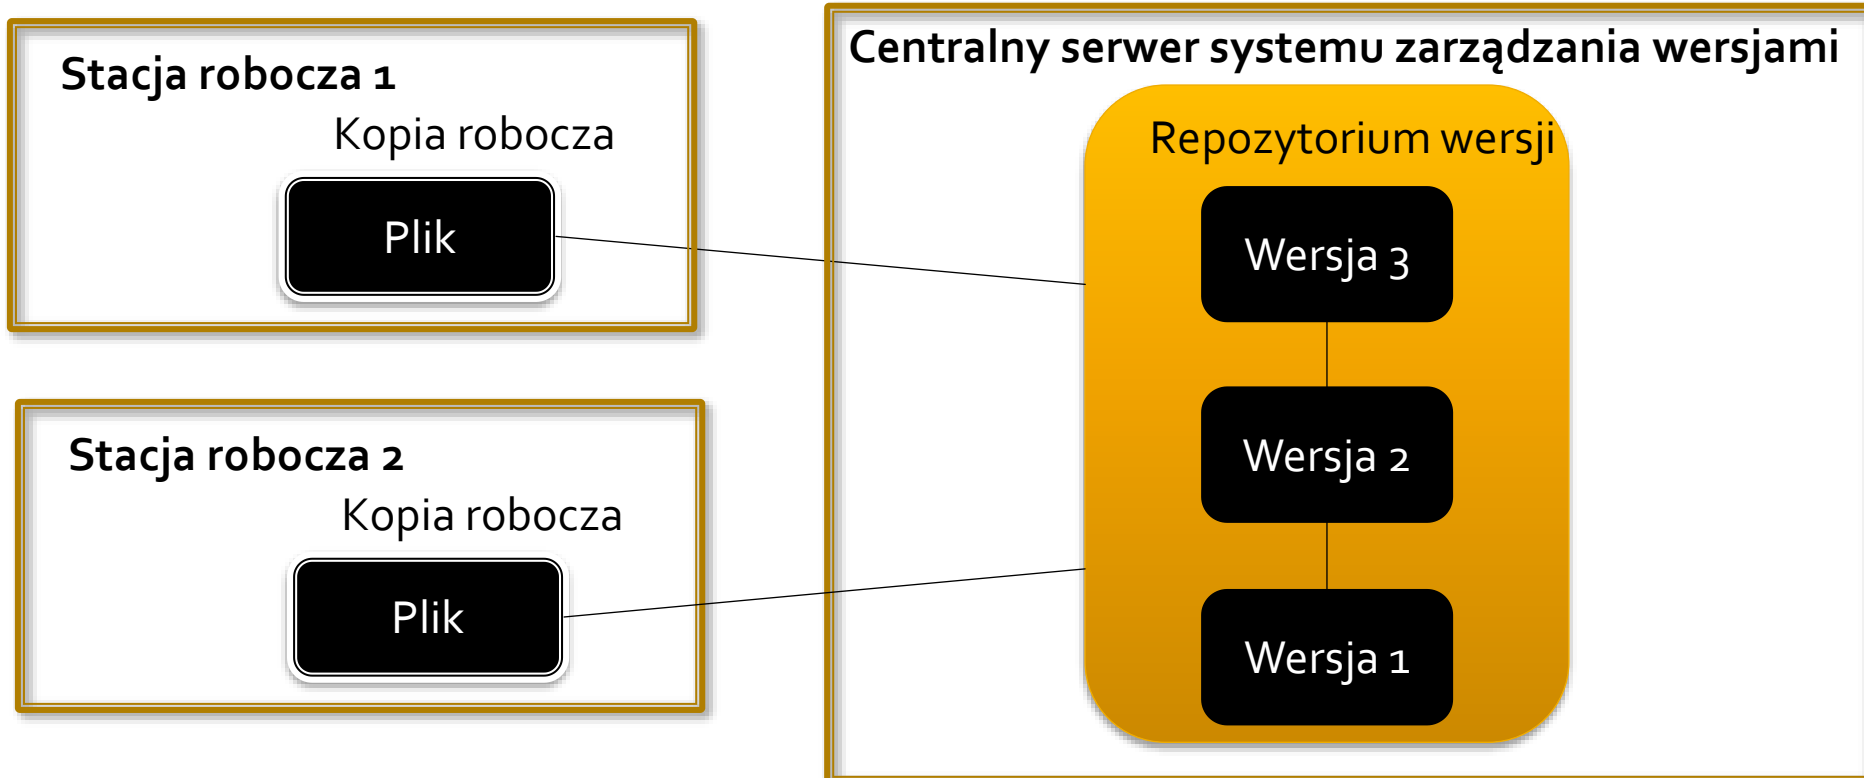 Stacja robocza 1
Kopia robocza
Plik
Stacja robocza 2
Kopia robocza
Plik
Centralny serwer systemu zarządzania wersjami
Repozytorium wersji
Wersja 3
Wersja 2
Wersja 1